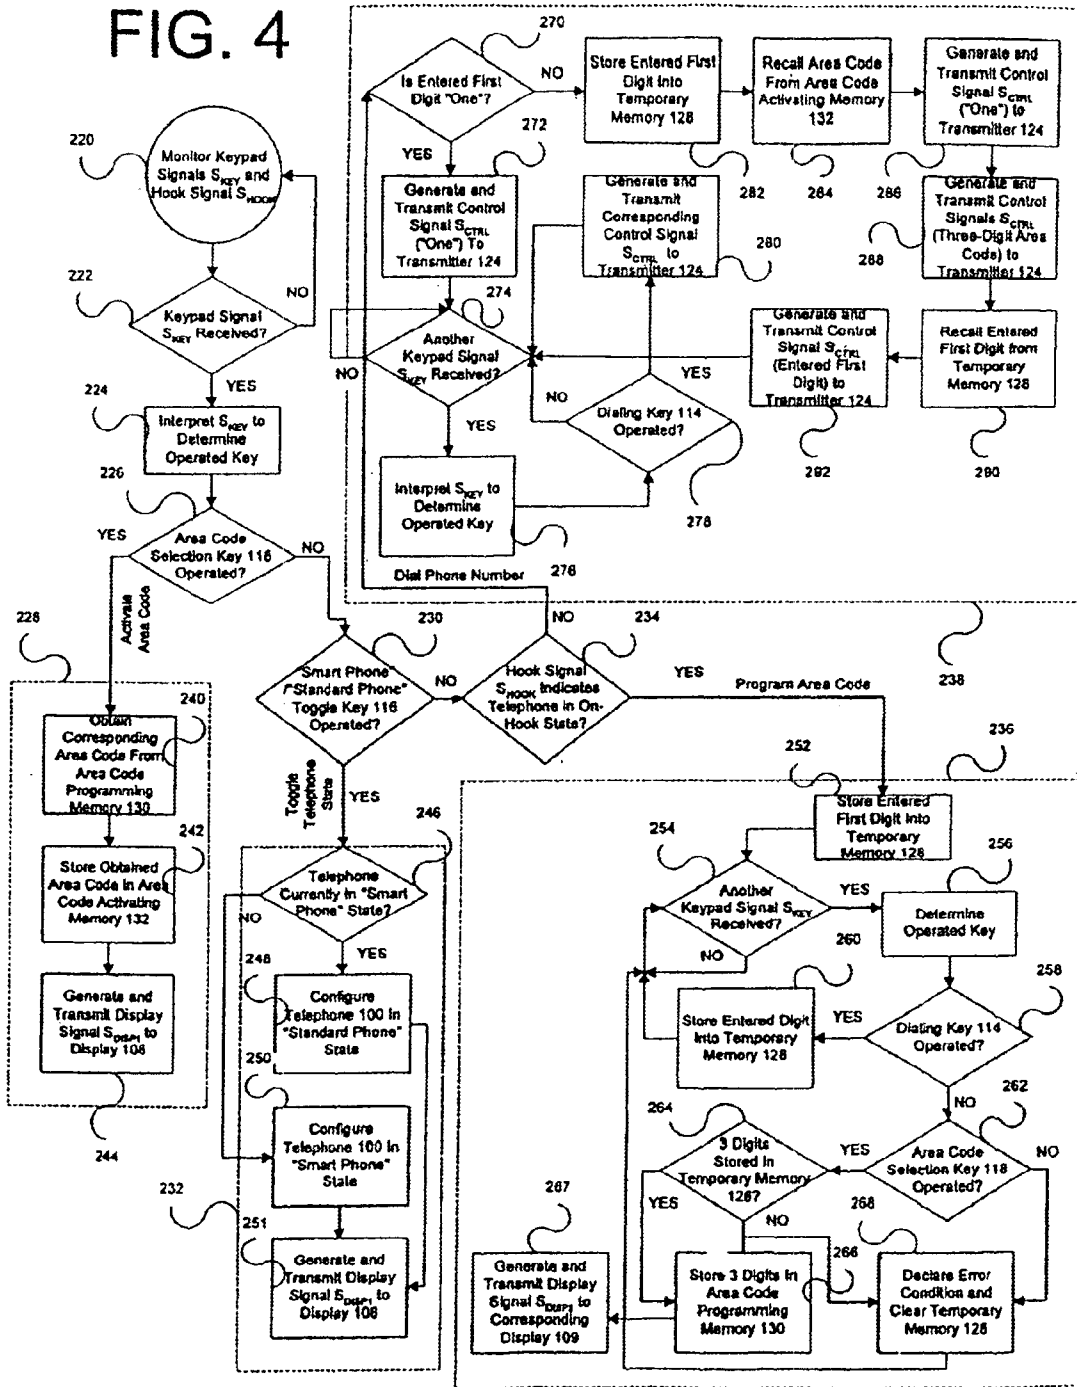 FIG. 4
270
Is Entered First
Digit "One"?
NO
YES
Store Entered First
Digit Into
Temporary
Memory 128
282
Recall Area Code
From Area Code
Activating Memory
132
284
Generate and
Transmit Control
Signal SCTRL
("One") to
Transmitter 124
286
272
Generate and
Transmit Control
Signal SCTRL
("One") To
Transmitter 124
Generate and
Transmit
Corresponding
Control Signal
SCTRL to
Transmitter 124
280
Generate and
Transmit Control
Signals SCTRL
(Three-Digit Area
Code) to
Transmitter 124
288
220
Monitor Keypad
Signals SKEY and
Hook Signal SHOOK
222
Keypad Signal
SKEY Received?
NO
YES
274
Another
Keypad Signal
SKEY Received?
NO
YES
Generate and
Transmit Control
Signal SCTRL
(Entered First
Digit) to
Transmitter 124
292
Recall Entered
First Digit from
Temporary
Memory 128
290
224
Interpret SKEY to
Determine
Operated Key
Interpret SKEY to
Determine
Operated Key
276
YES
NO
Dialing Key 114
Operated?
278
226
Area Code
Selection Key 118
Operated?
YES
NO
Activate
Area Code
Dial Phone Number
238
228
240
Obtain
Corresponding
Area Code From
Area Code
Programming
Memory 130
242
Store Obtained
Area Code In Area
Code Activating
Memory 132
Generate and
Transmit Display
Signal SDISP1 to
Display 108
244
230
"Smart Phone"
/"Standard Phone"
Toggle Key 116
Operated?
NO
YES
Toggle
Telephone
State
NO
234
Hook Signal
SHOOK Indicates
Telephone in On-
Hook State?
YES
Program Area Code
236
246
Telephone
Currently In "Smart
Phone" State?
NO
YES
248
Configure
Telephone 100 In
"Standard Phone"
State
250
Configure
Telephone 100 In
"Smart Phone"
State
232
251
Generate and
Transmit Display
Signal SDISP1 to
Display 108
252
Store Entered
First Digit Into
Temporary
Memory 128
254
Another
Keypad Signal SKEY
Received?
YES
NO
256
Determine
Operated Key
258
Dialing Key 114
Operated?
YES
NO
260
Store Entered Digit
Into Temporary
Memory 128
262
Area Code
Selection Key 118
Operated?
YES
NO
264
3 Digits
Stored In
Temporary Memory
128?
YES
NO
266
Store 3 Digits In
Area Code
Programming
Memory 130
267
Generate and
Transmit Display
Signal SDISP1 to
Corresponding
Display 109
268
Declare Error
Condition and
Clear Temporary
Memory 128